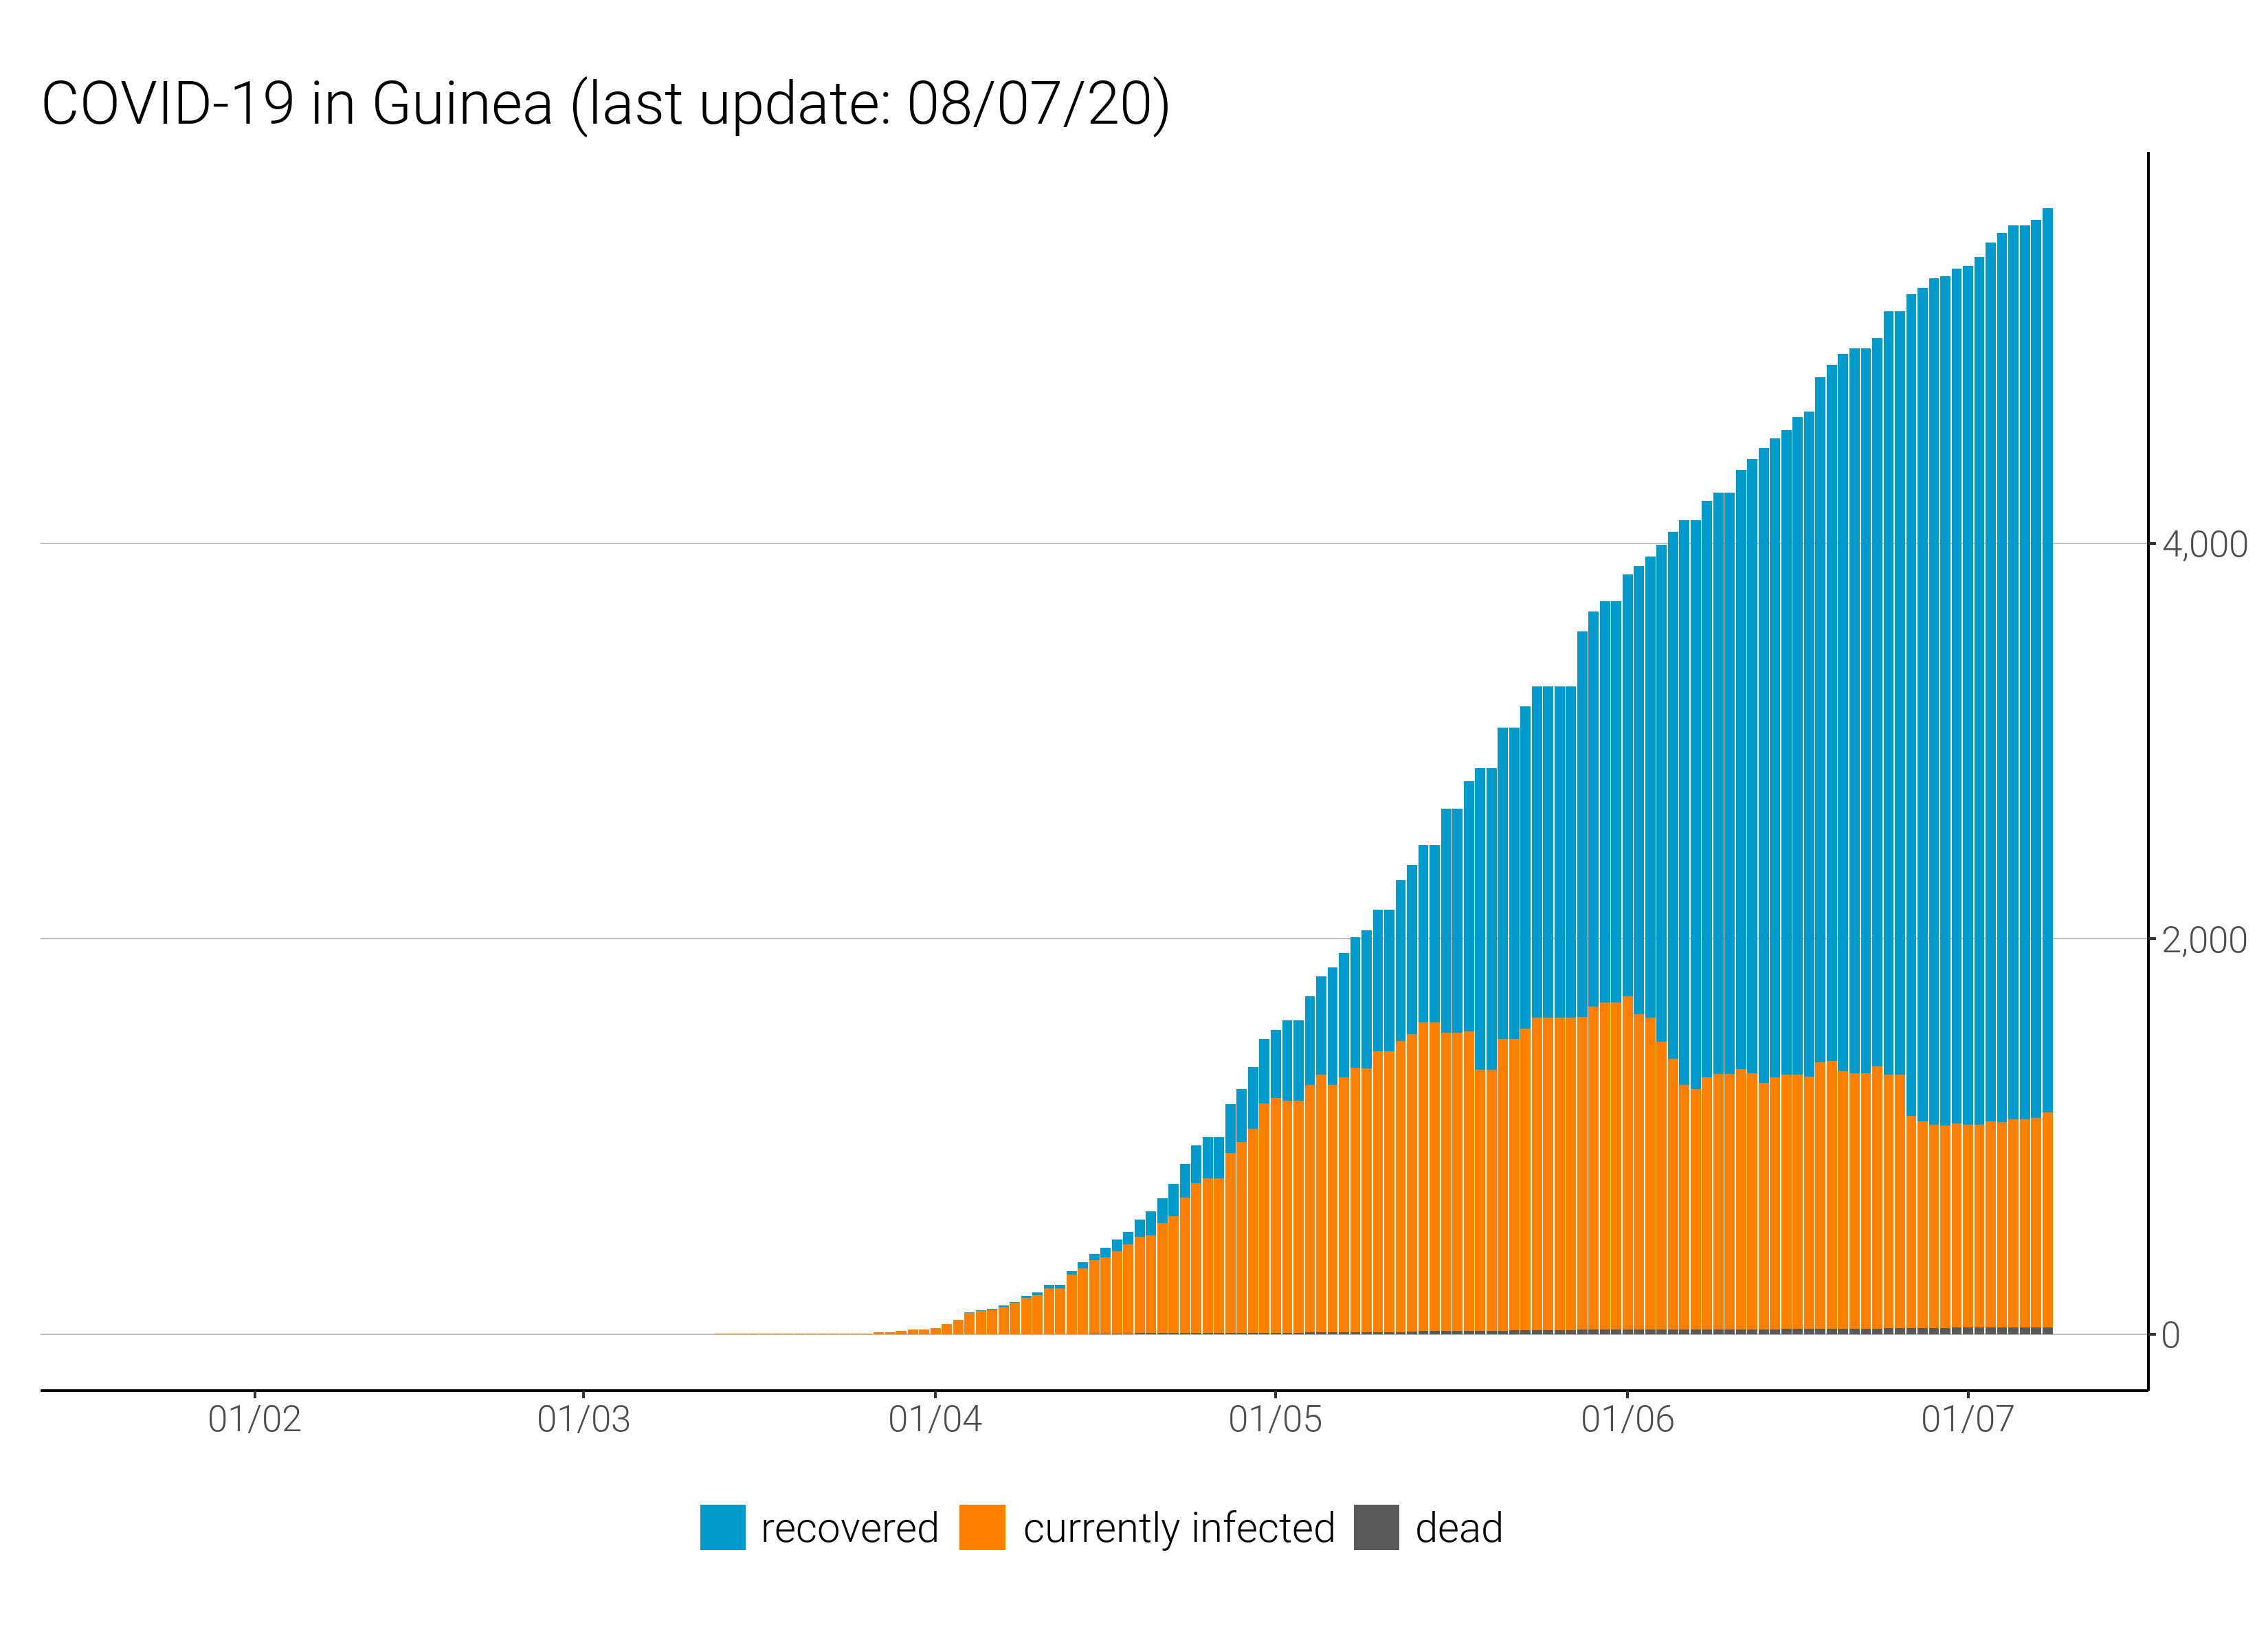 COVID-19 in Guinea (last update: 08/07/20)
4,000
2,000
0
01/02 01/03 01/04 01/05 01/06 01/07
recovered currently infected dead